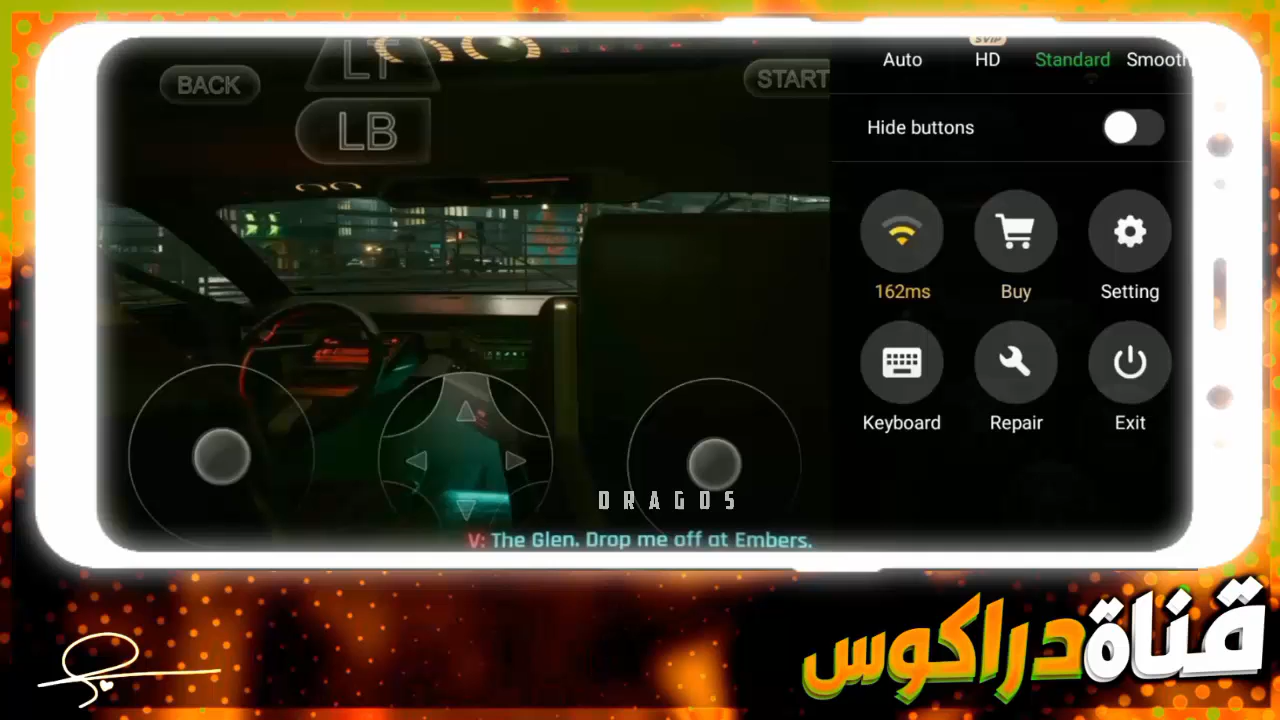 SVIP
Auto HD Standard Smooth
BACK
LT
START
LB
Hide buttons
162ms Buy Setting
Keyboard Repair Exit
DRAGOS
V: The Glen. Drop me off at Embers.
قناة دراكوس